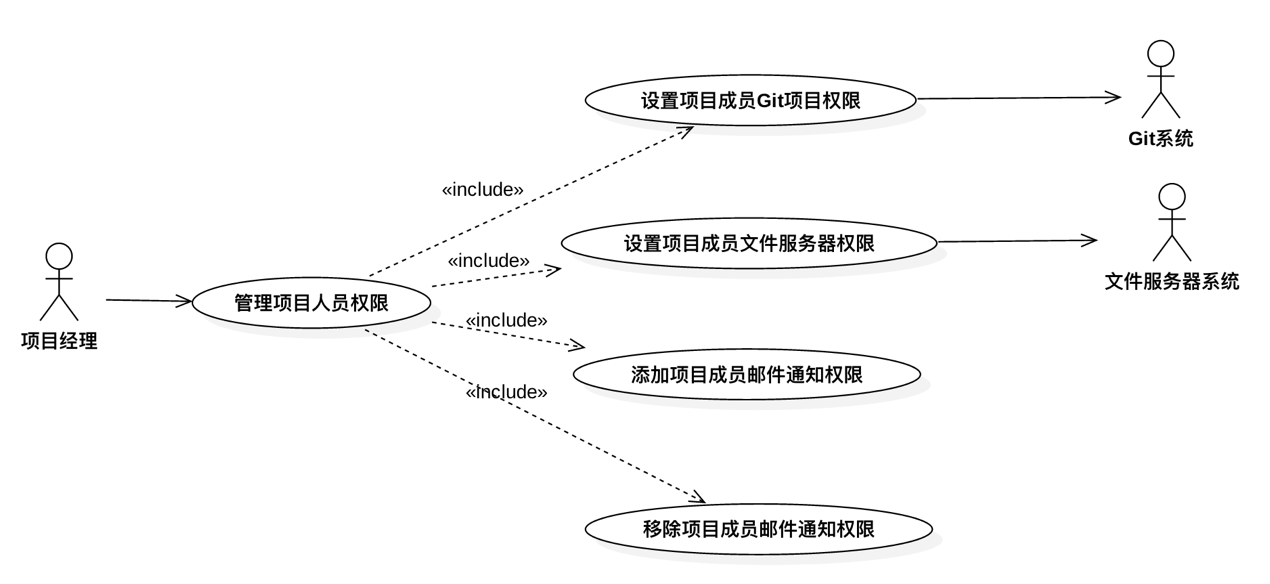 设置项目成员Git项目权限
Git系统
«include»
设置项目成员文件服务器权限
文件服务器系统
«include»
管理项目人员权限
项目经理
«include»
添加项目成员邮件通知权限
«include»
移除项目成员邮件通知权限